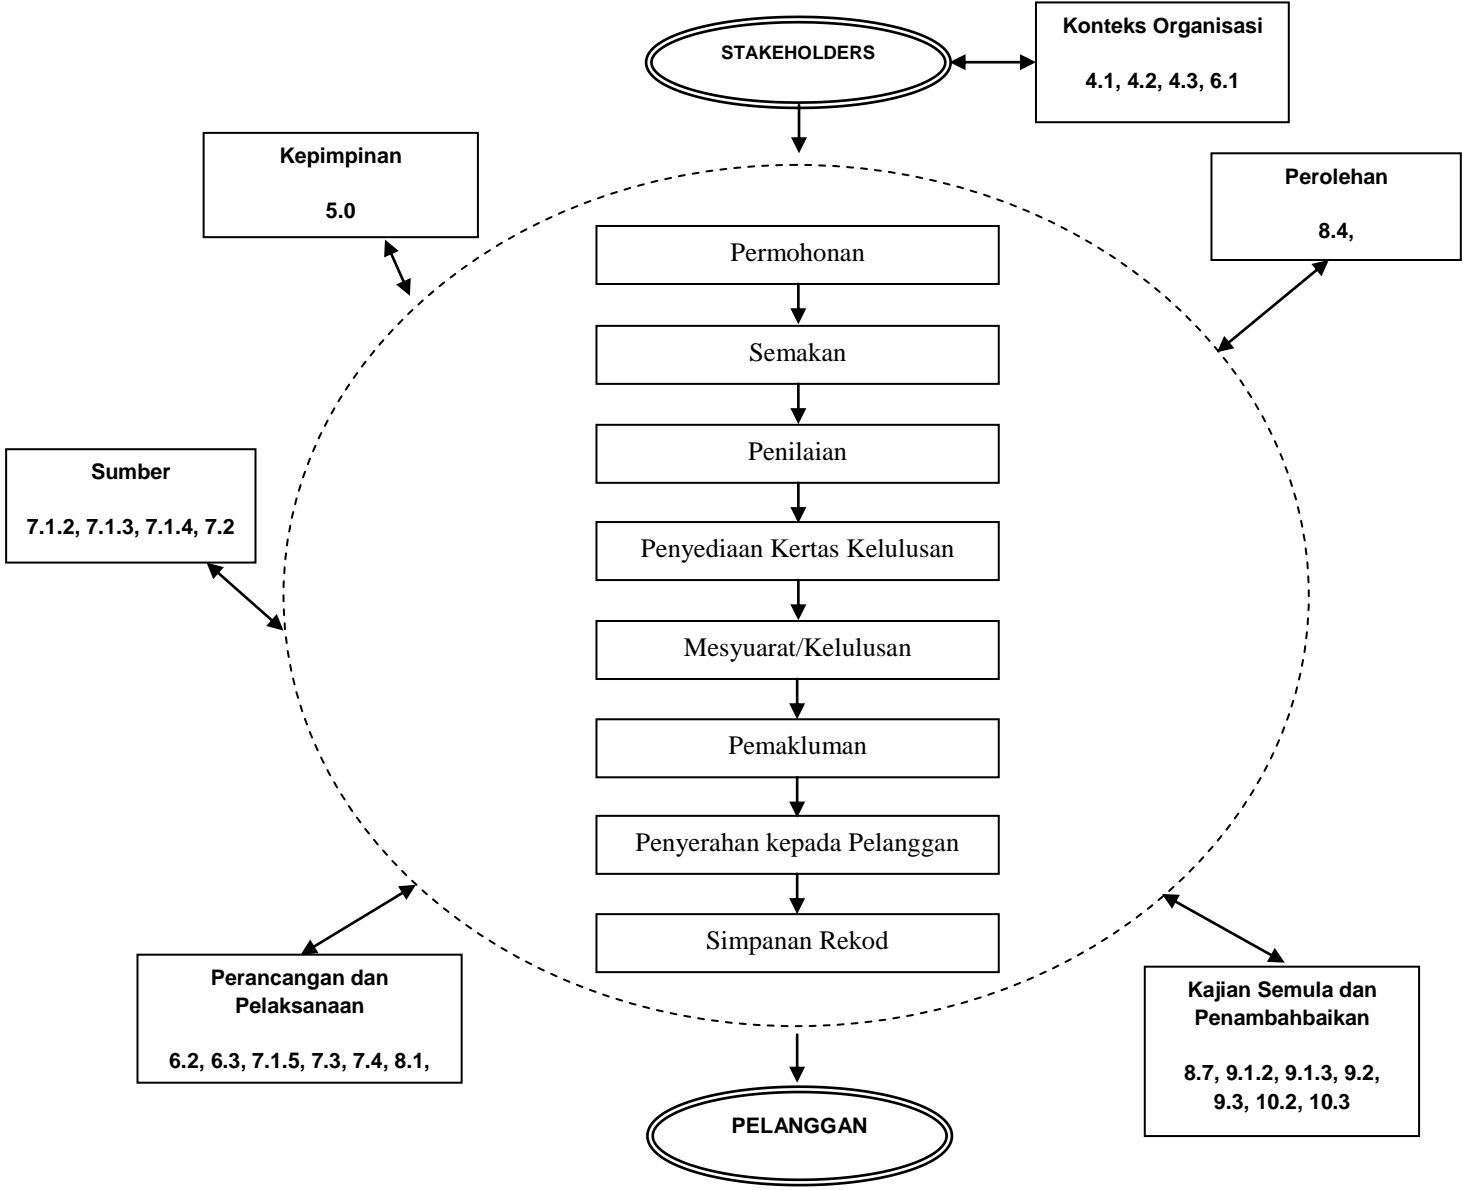 STAKEHOLDERS
Konteks Organisasi
4.1, 4.2, 4.3, 6.1
Kepimpinan
5.0
Perolehan
8.4,
Permohonan
Semakan
Penilaian
Sumber
7.1.2, 7.1.3, 7.1.4, 7.2
Penyediaan Kertas Kelulusan
Mesyuarat/Kelulusan
Pemakluman
Penyerahan kepada Pelanggan
Simpanan Rekod
Perancangan dan
Pelaksanaan
6.2, 6.3, 7.1.5, 7.3, 7.4, 8.1,
Kajian Semula dan
Penambahbaikan
8.7, 9.1.2, 9.1.3, 9.2,
9.3, 10.2, 10.3
PELANGGAN